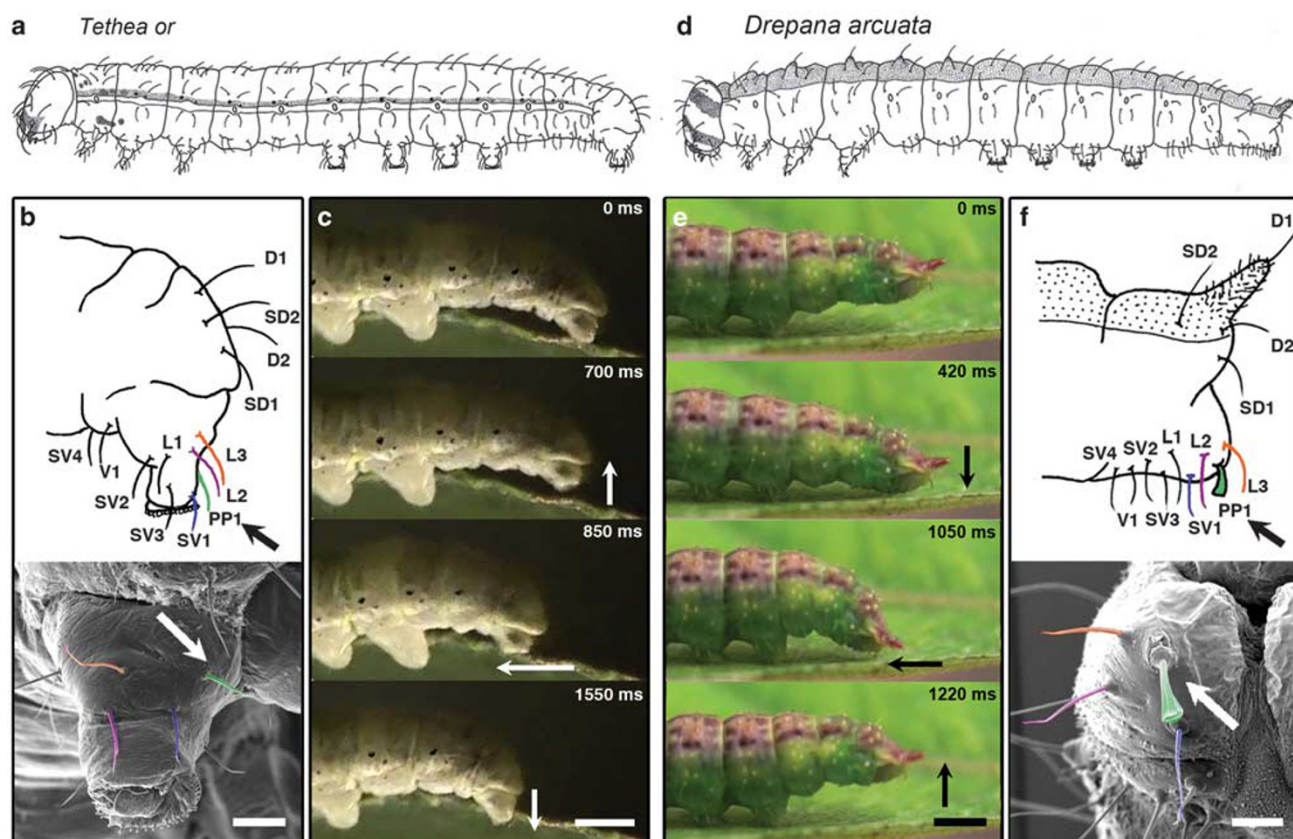 a Tethea or
d Drepana arcuata
b
D1
SD2
D2
SD1
L1
L3
SV4
V1
L2
SV2
PP1
SV3
SV1
c
0 ms
700 ms
850 ms
1550 ms
e
0 ms
420 ms
1050 ms
1220 ms
f
D1
SD2
D2
SD1
SV4
SV2
L1
L2
L3
V1
SV3
SV1
PP1